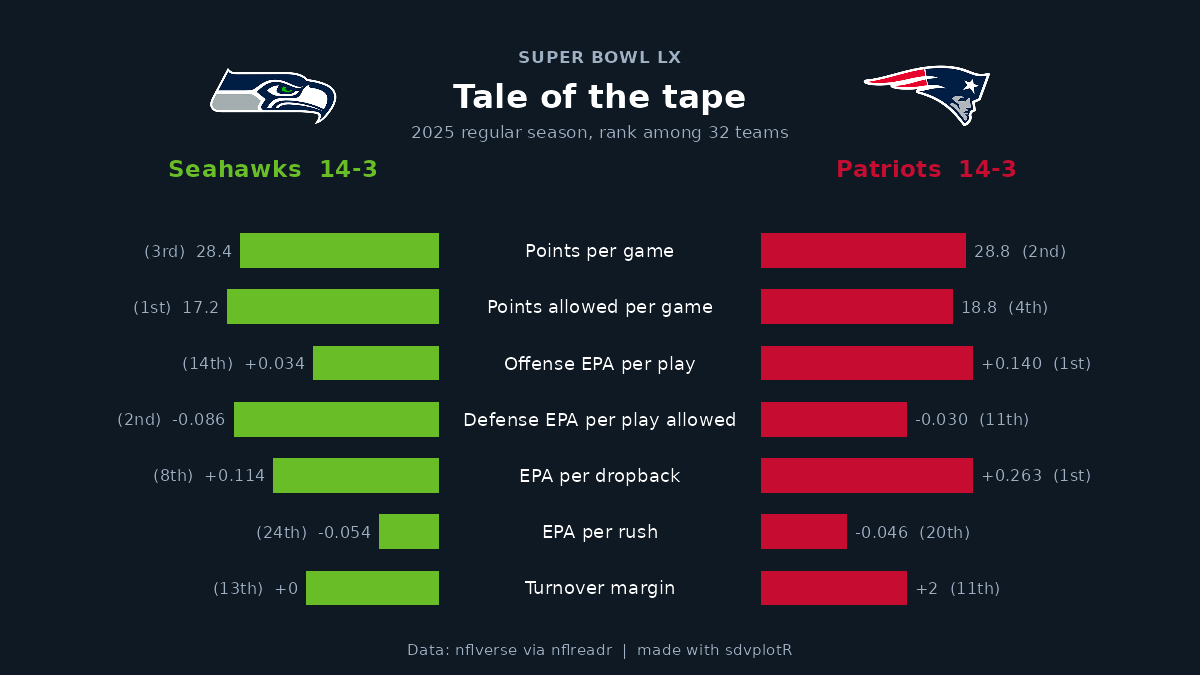 SUPER BOWL LX
Tale of the tape
2025 regular season, rank among 32 teams
Seahawks 14-3
Patriots 14-3
(3rd) 28.4 Points per game 28.8 (2nd)
(1st) 17.2 Points allowed per game 18.8 (4th)
(14th) +0.034 Offense EPA per play +0.140 (1st)
(2nd) -0.086 Defense EPA per play allowed -0.030 (11th)
(8th) +0.114 EPA per dropback +0.263 (1st)
(24th) -0.054 EPA per rush -0.046 (20th)
(13th) +0 Turnover margin +2 (11th)
Data: nflverse via nflreadr | made with sdvplotR